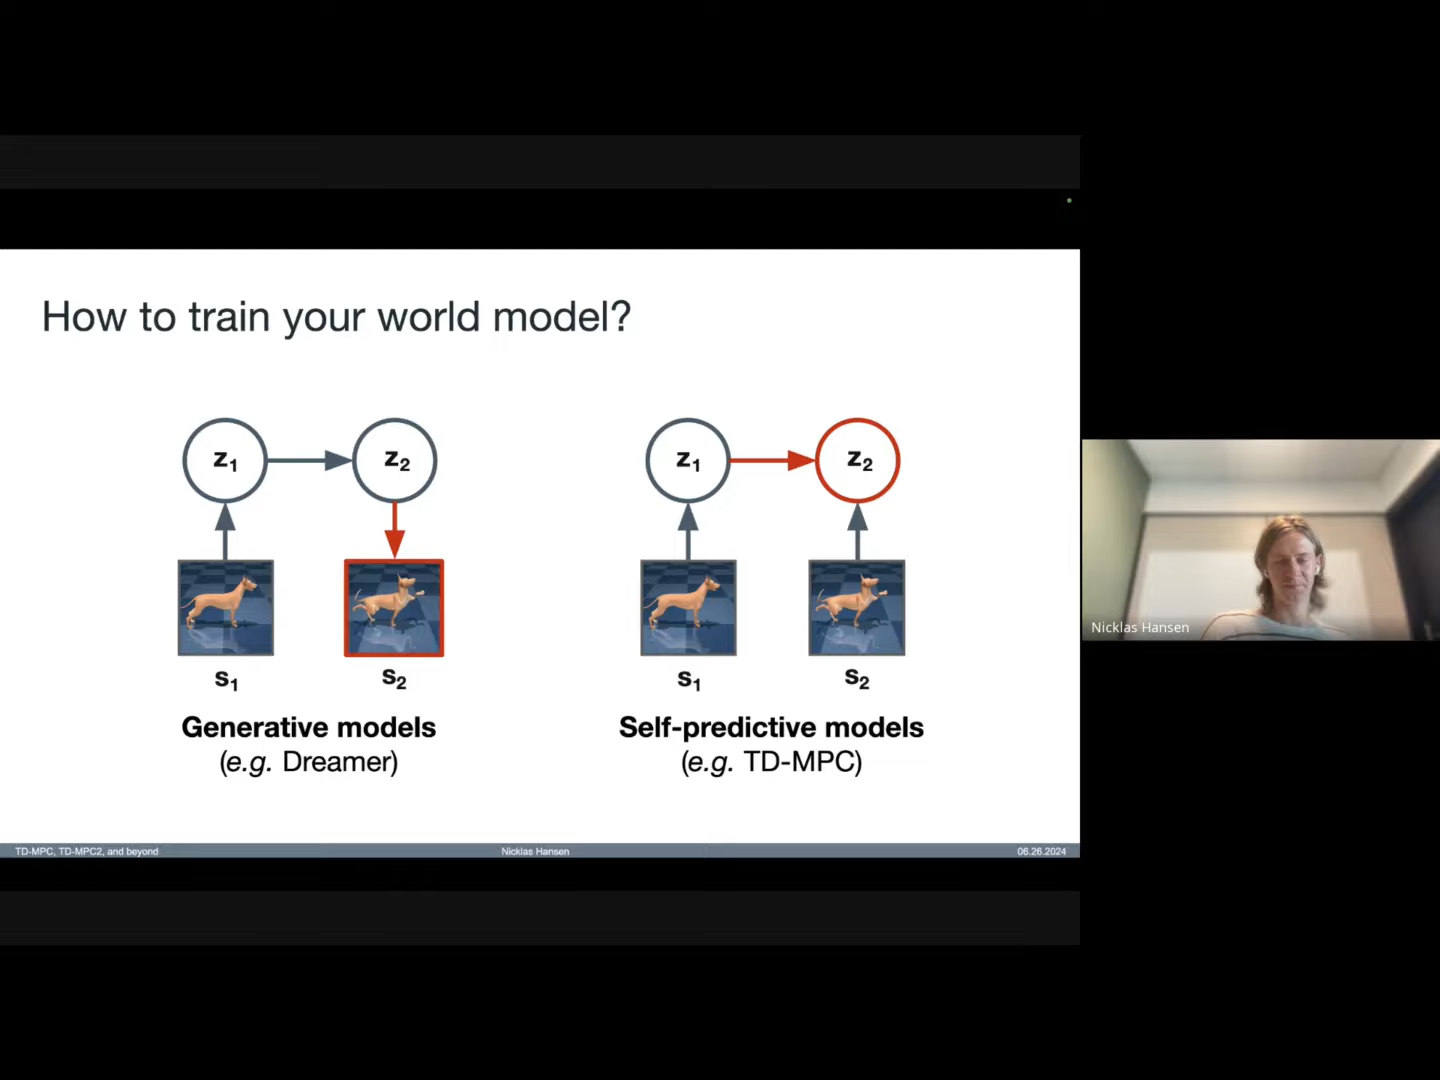 How to train your world model?
z₁
z₂
z₁
z₂
s₁
s₂
s₁
s₂
Generative models
(e.g. Dreamer)
Self-predictive models
(e.g. TD-MPC)
TD-MPC, TD-MPC2, and beyond
Nicklas Hansen
06.26.2024
Nicklas Hansen